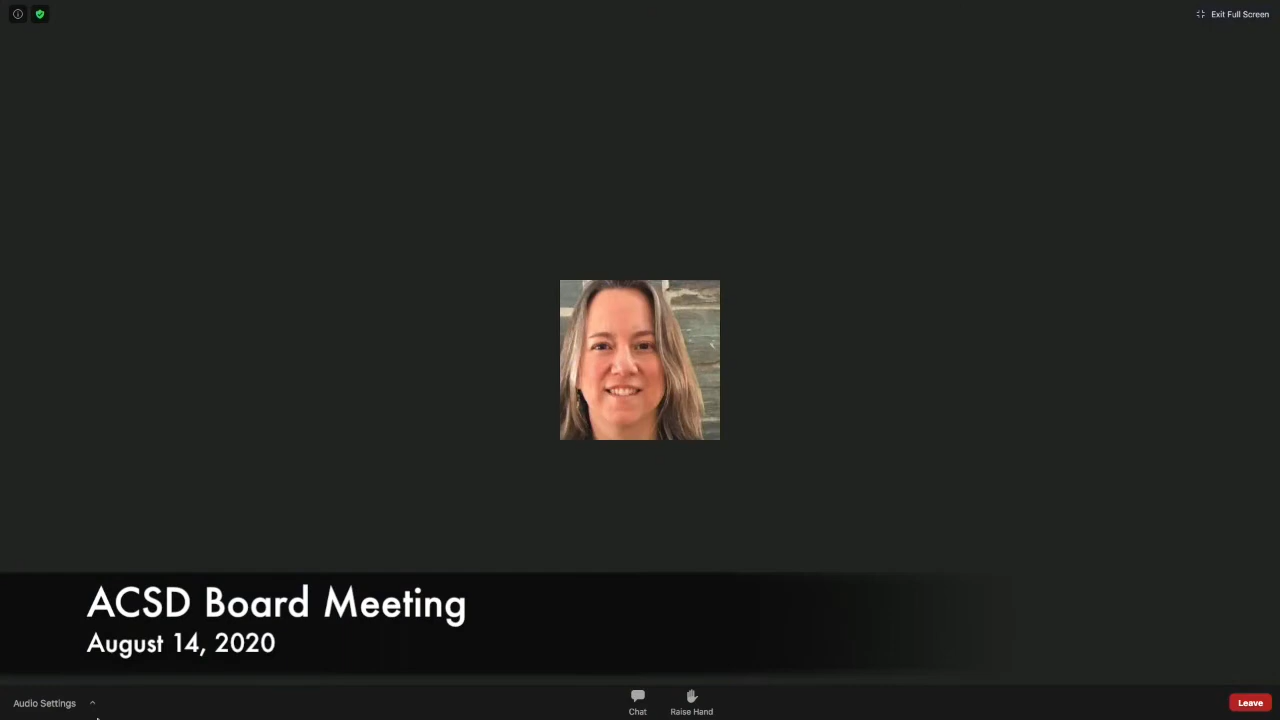 Exit Full Screen
ACSD Board Meeting
August 14, 2020
Audio Settings
Chat
Raise Hand
Leave